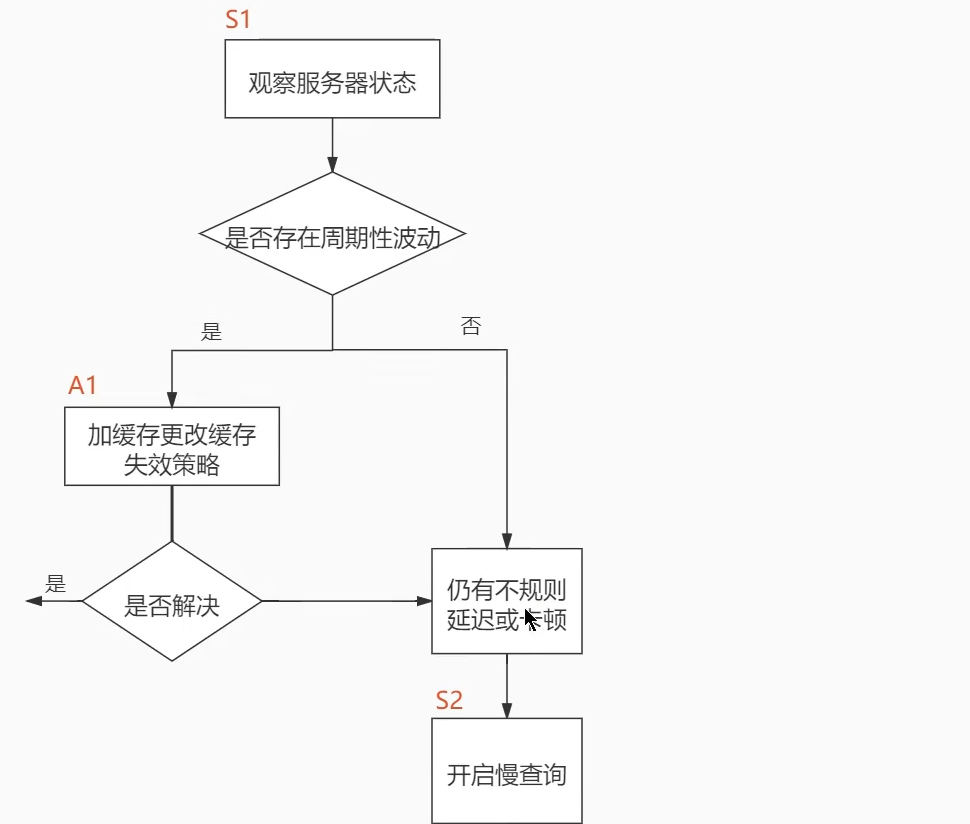 S1
观察服务器状态
是否存在周期性波动
是
否
A1
加缓存更改缓存
失效策略
是
是否解决
仍有不规则
延迟或卡顿
S2
开启慢查询